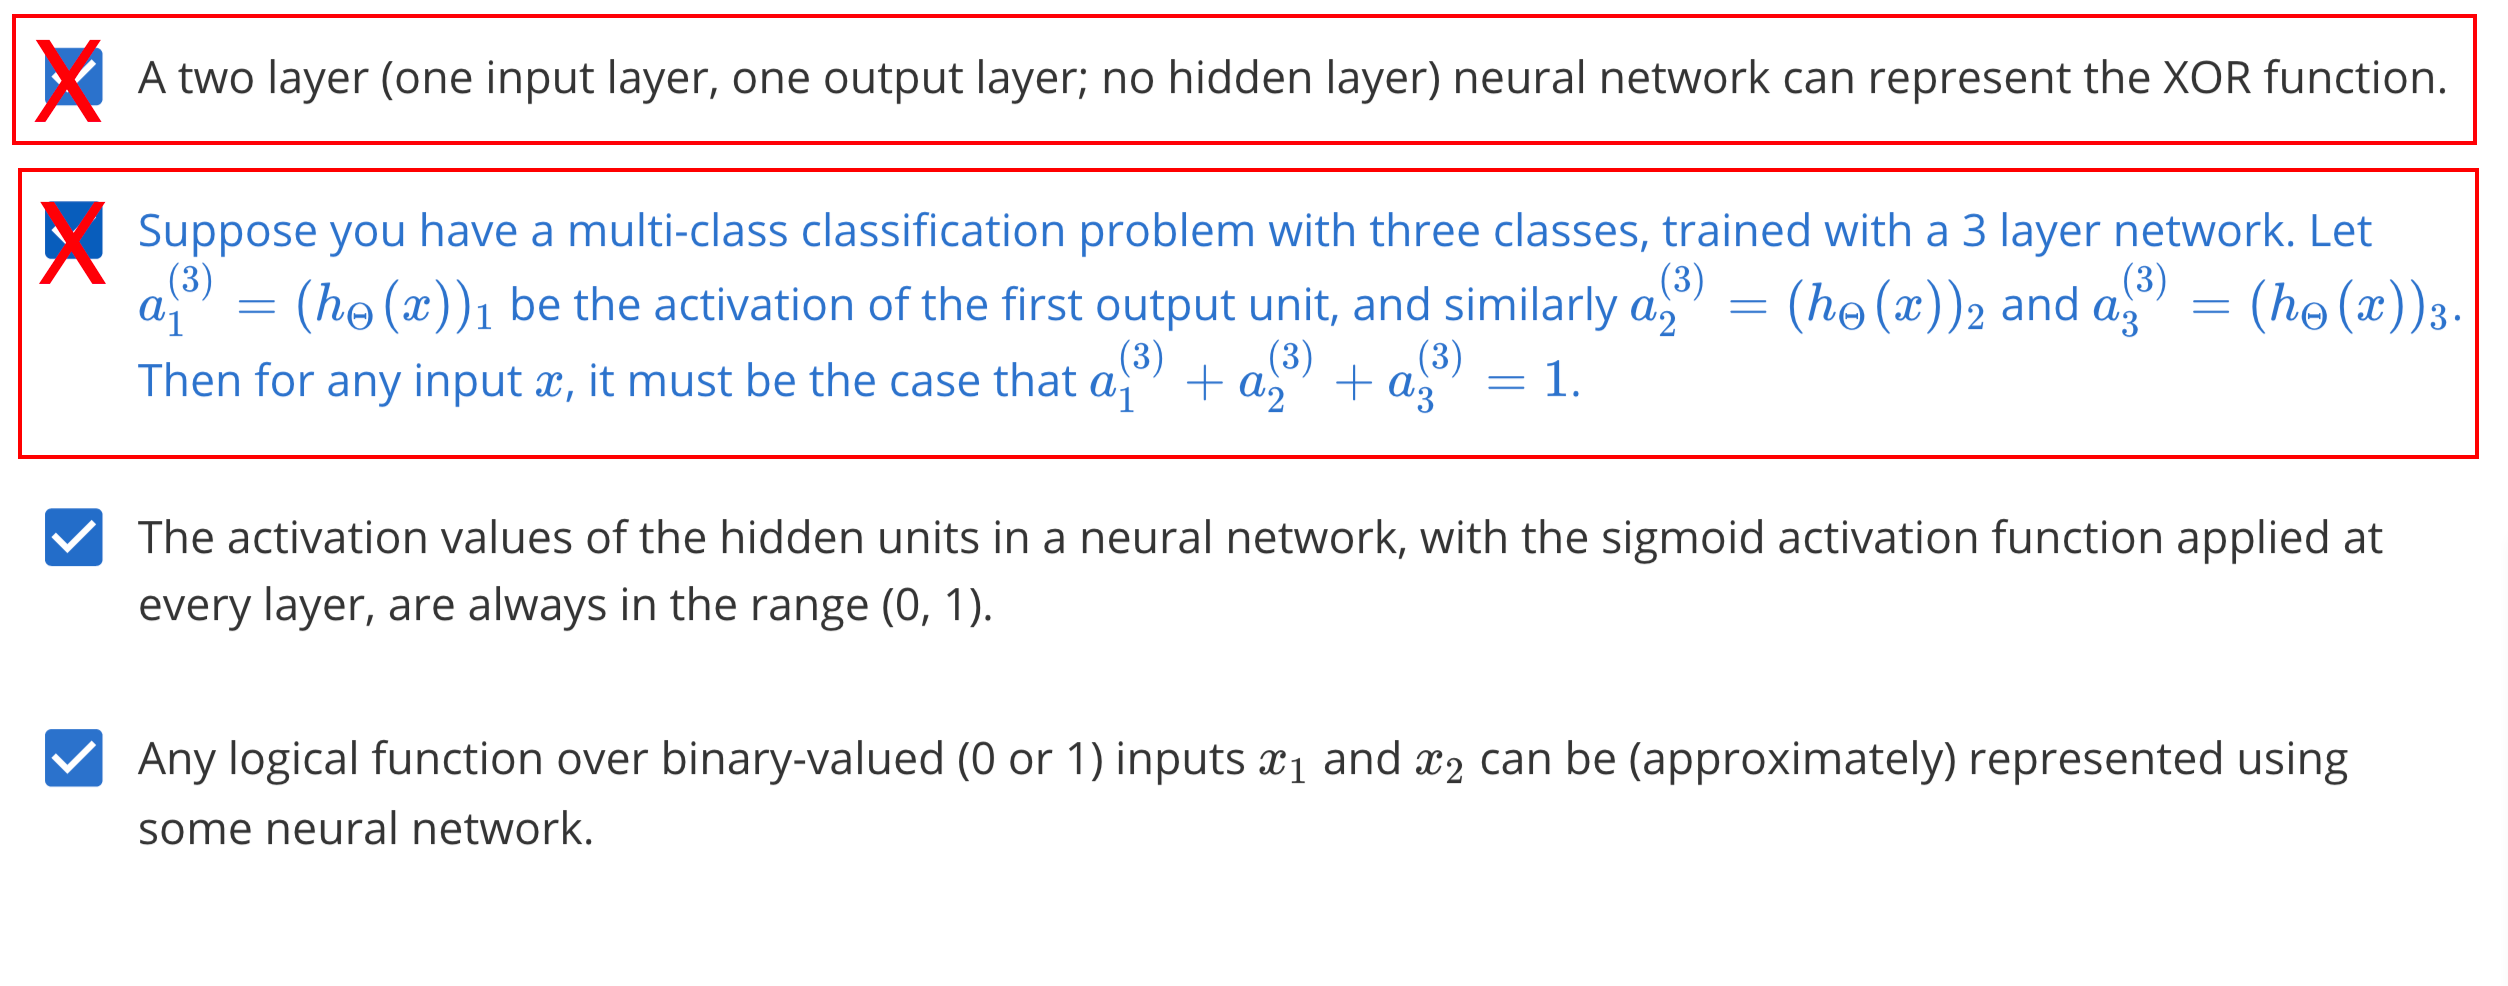 A two layer (one input layer, one output layer; no hidden layer) neural network can represent the XOR function.
Suppose you have a multi-class classification problem with three classes, trained with a 3 layer network. Let
$a_1^{(3)} = (h_\Theta(x))_1$ be the activation of the first output unit, and similarly $a_2^{(3)} = (h_\Theta(x))_2$ and $a_3^{(3)} = (h_\Theta(x))_3$.
Then for any input $x$, it must be the case that $a_1^{(3)} + a_2^{(3)} + a_3^{(3)} = 1$.
The activation values of the hidden units in a neural network, with the sigmoid activation function applied at
every layer, are always in the range (0, 1).
Any logical function over binary-valued (0 or 1) inputs $x_1$ and $x_2$ can be (approximately) represented using
some neural network.